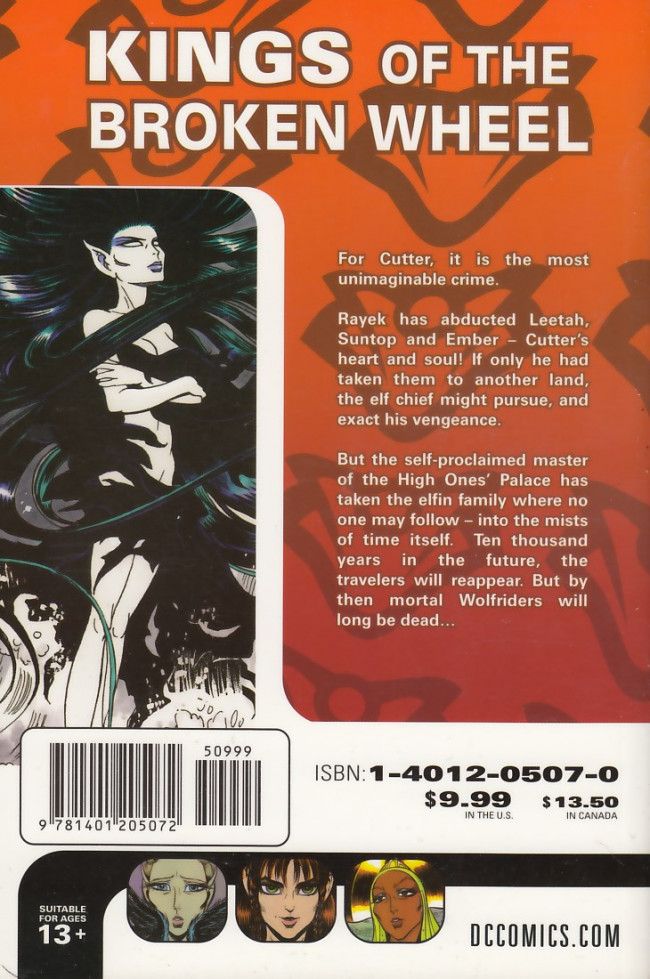 KINGS OF THE
BROKEN WHEEL
For Cutter, it is the most
unimaginable crime.
Rayek has abducted Leetah,
Suntop and Ember – Cutter's
heart and soul! If only he had
taken them to another land,
the elf chief might pursue, and
exact his vengeance.
But the self-proclaimed master
of the High Ones' Palace has
taken the elfin family where no
one may follow – into the mists
of time itself. Ten thousand
years in the future, the
travelers will reappear. But by
then mortal Wolfriders will
long be dead...
50999
9 781401 205072
ISBN: 1-4012-0507-0
$9.99 $13.50
IN THE U.S. IN CANADA
SUITABLE
FOR AGES
13+
DCCOMICS.COM